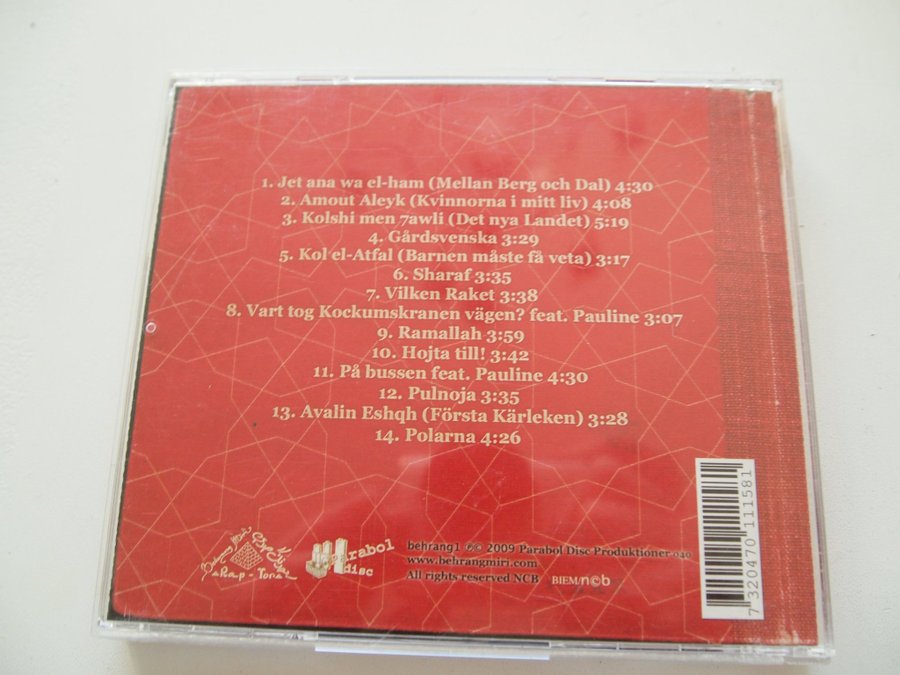 1. Jet ana wa el-ham (Mellan Berg och Dal) 4:30
2. Amout Aleyk (Kvinnorna i mitt liv) 4:08
3. Kolshi men 7awli (Det nya Landet) 5:19
4. Gårdsvenska 3:29
5. Kol el-Atfal (Barnen måste få veta) 3:17
6. Sharaf 3:35
7. Vilken Raket 3:38
8. Vart tog Kockumskranen vägen? feat. Pauline 3:07
9. Ramallah 3:59
10. Hojta till! 3:42
11. På bussen feat. Pauline 4:30
12. Pulnoja 3:35
13. Avalin Eshqh (Första Kärleken) 3:28
14. Polarna 4:26
Rap-Tona
Parabol
disc
behrang1 ℗© 2009 Parabol Disc Produktioner 040
www.behrangmiri.com
All rights reserved NCB BIEM/ncb
7 320470 111581